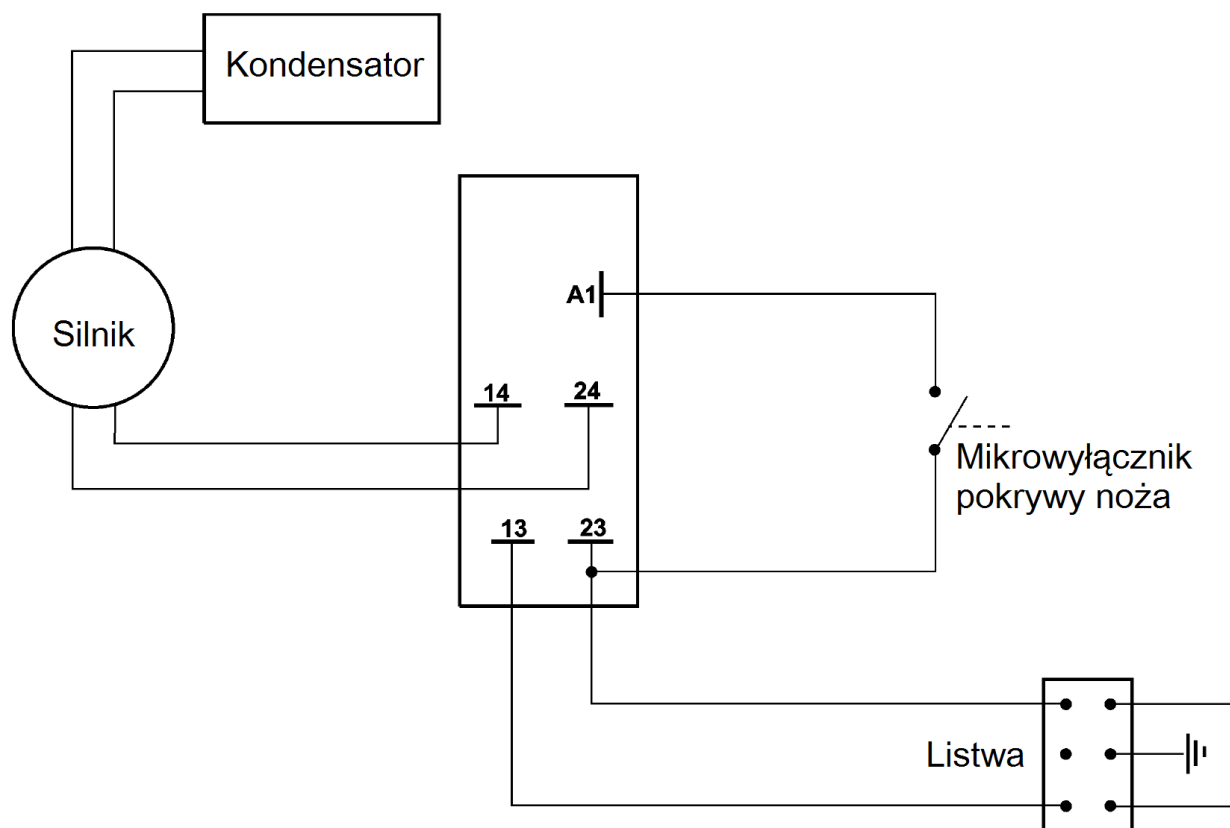 Kondensator
A1
Silnik
14
24
Mikrowyłącznik
pokrywy noża
13
23
Listwa